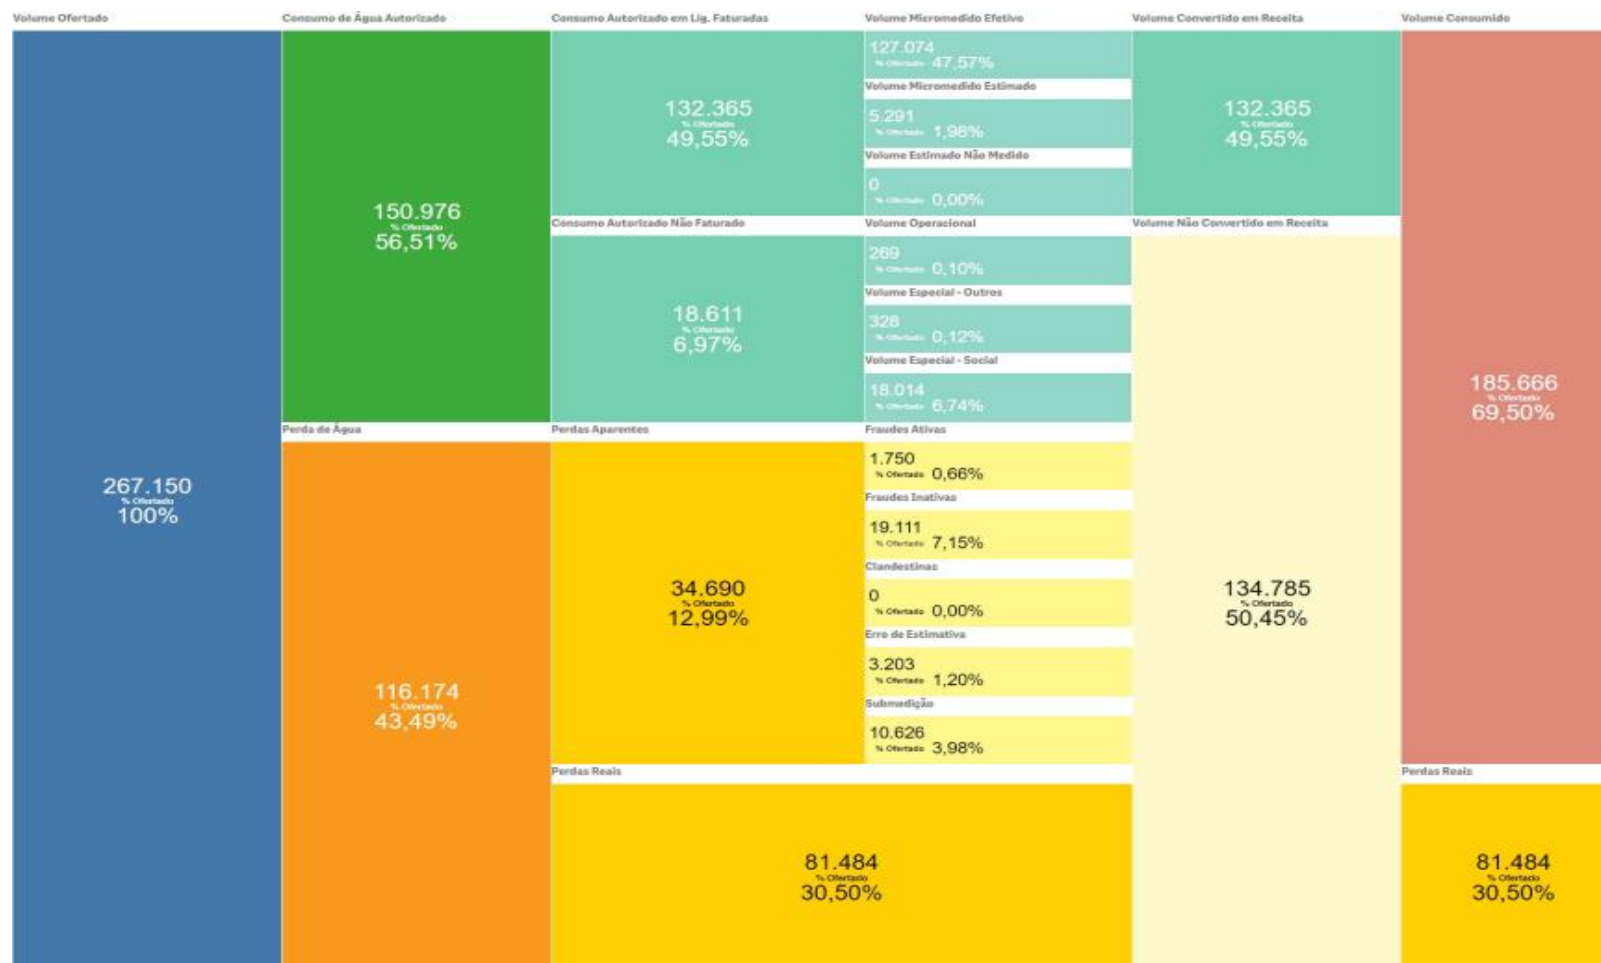 Volume Ofertado
267.150
% Ofertado
100%
Consumo de Água Autorizado
150.976
% Ofertado
56,51%
Perda de Água
116.174
% Ofertado
43,49%
Consumo Autorizado em Lig. Faturadas
132.365
% Ofertado
49,55%
Consumo Autorizado Não Faturado
18.611
% Ofertado
6,97%
Perdas Aparentes
34.690
% Ofertado
12,99%
Perdas Reais
81.484
% Ofertado
30,50%
Volume Micromedido Efetivo
127.074
% Ofertado 47,57%
Volume Micromedido Estimado
5.291
% Ofertado 1,98%
Volume Estimado Não Medido
0
% Ofertado 0,00%
Volume Operacional
269
% Ofertado 0,10%
Volume Especial - Outros
328
% Ofertado 0,12%
Volume Especial - Social
18.014
% Ofertado 6,74%
Fraudes Ativas
1.750
% Ofertado 0,66%
Fraudes Inativas
19.111
% Ofertado 7,15%
Clandestinas
0
% Ofertado 0,00%
Erro de Estimativa
3.203
% Ofertado 1,20%
Submedição
10.626
% Ofertado 3,98%
Volume Convertido em Receita
132.365
% Ofertado
49,55%
Volume Não Convertido em Receita
134.785
% Ofertado
50,45%
Volume Consumido
185.666
% Ofertado
69,50%
Perdas Reais
81.484
% Ofertado
30,50%